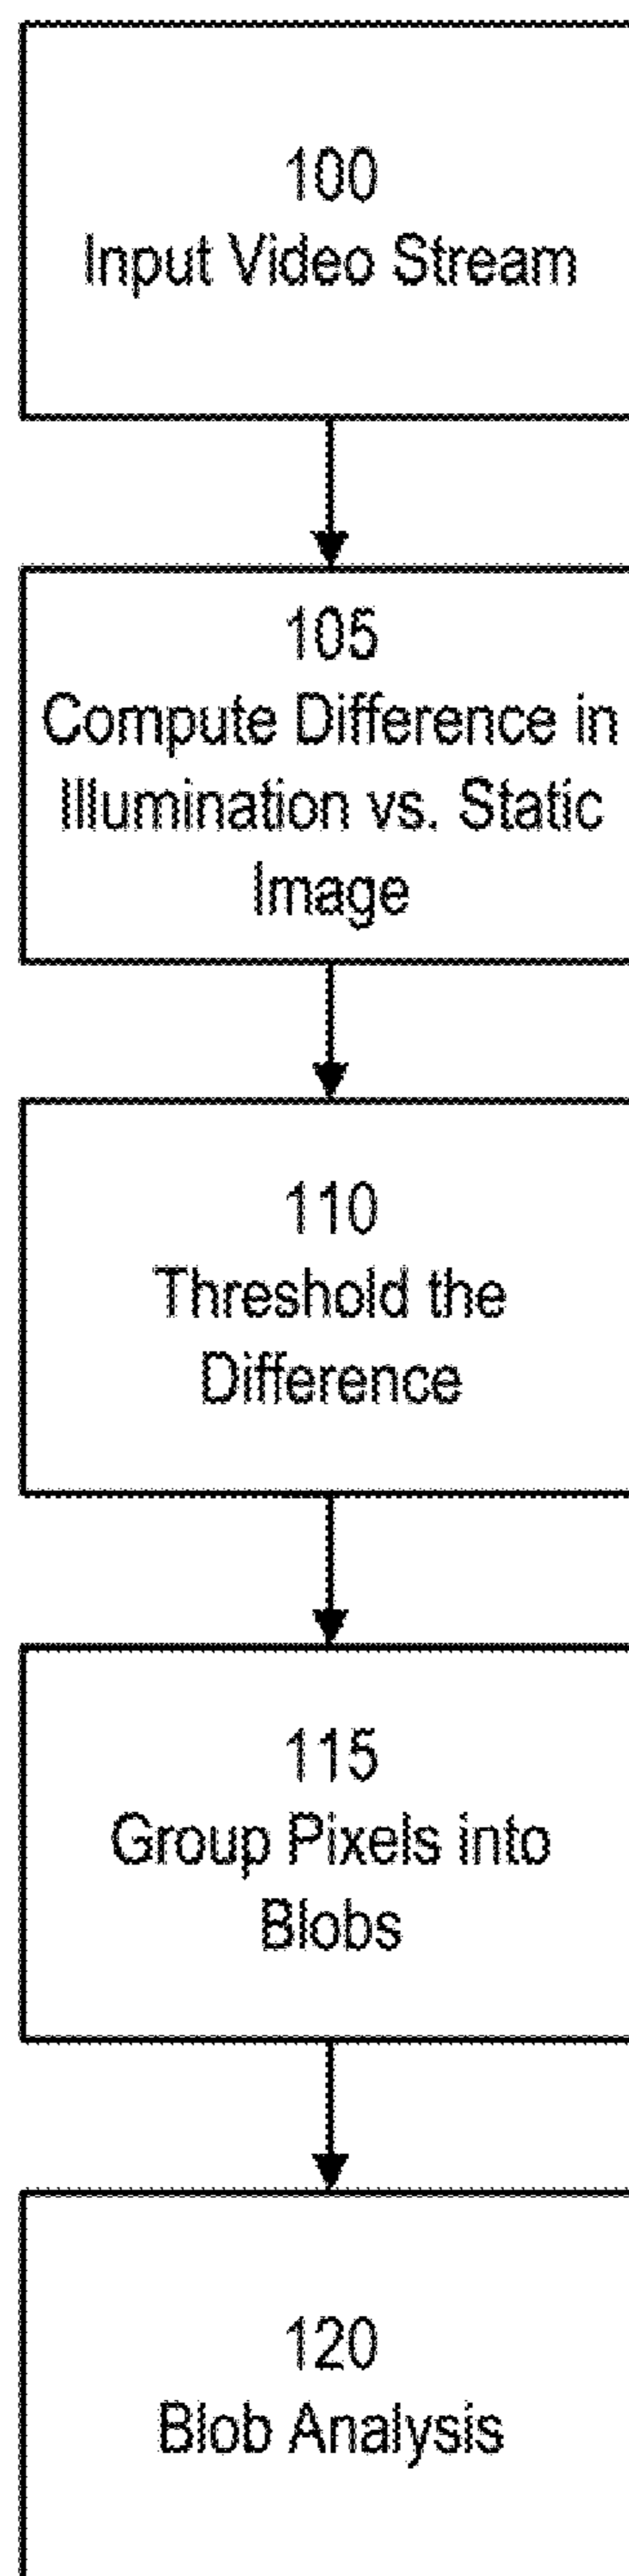 100
Input Video Stream
105
Compute Difference in
Illumination vs. Static
Image
110
Threshold the
Difference
115
Group Pixels into
Blobs
120
Blob Analysis